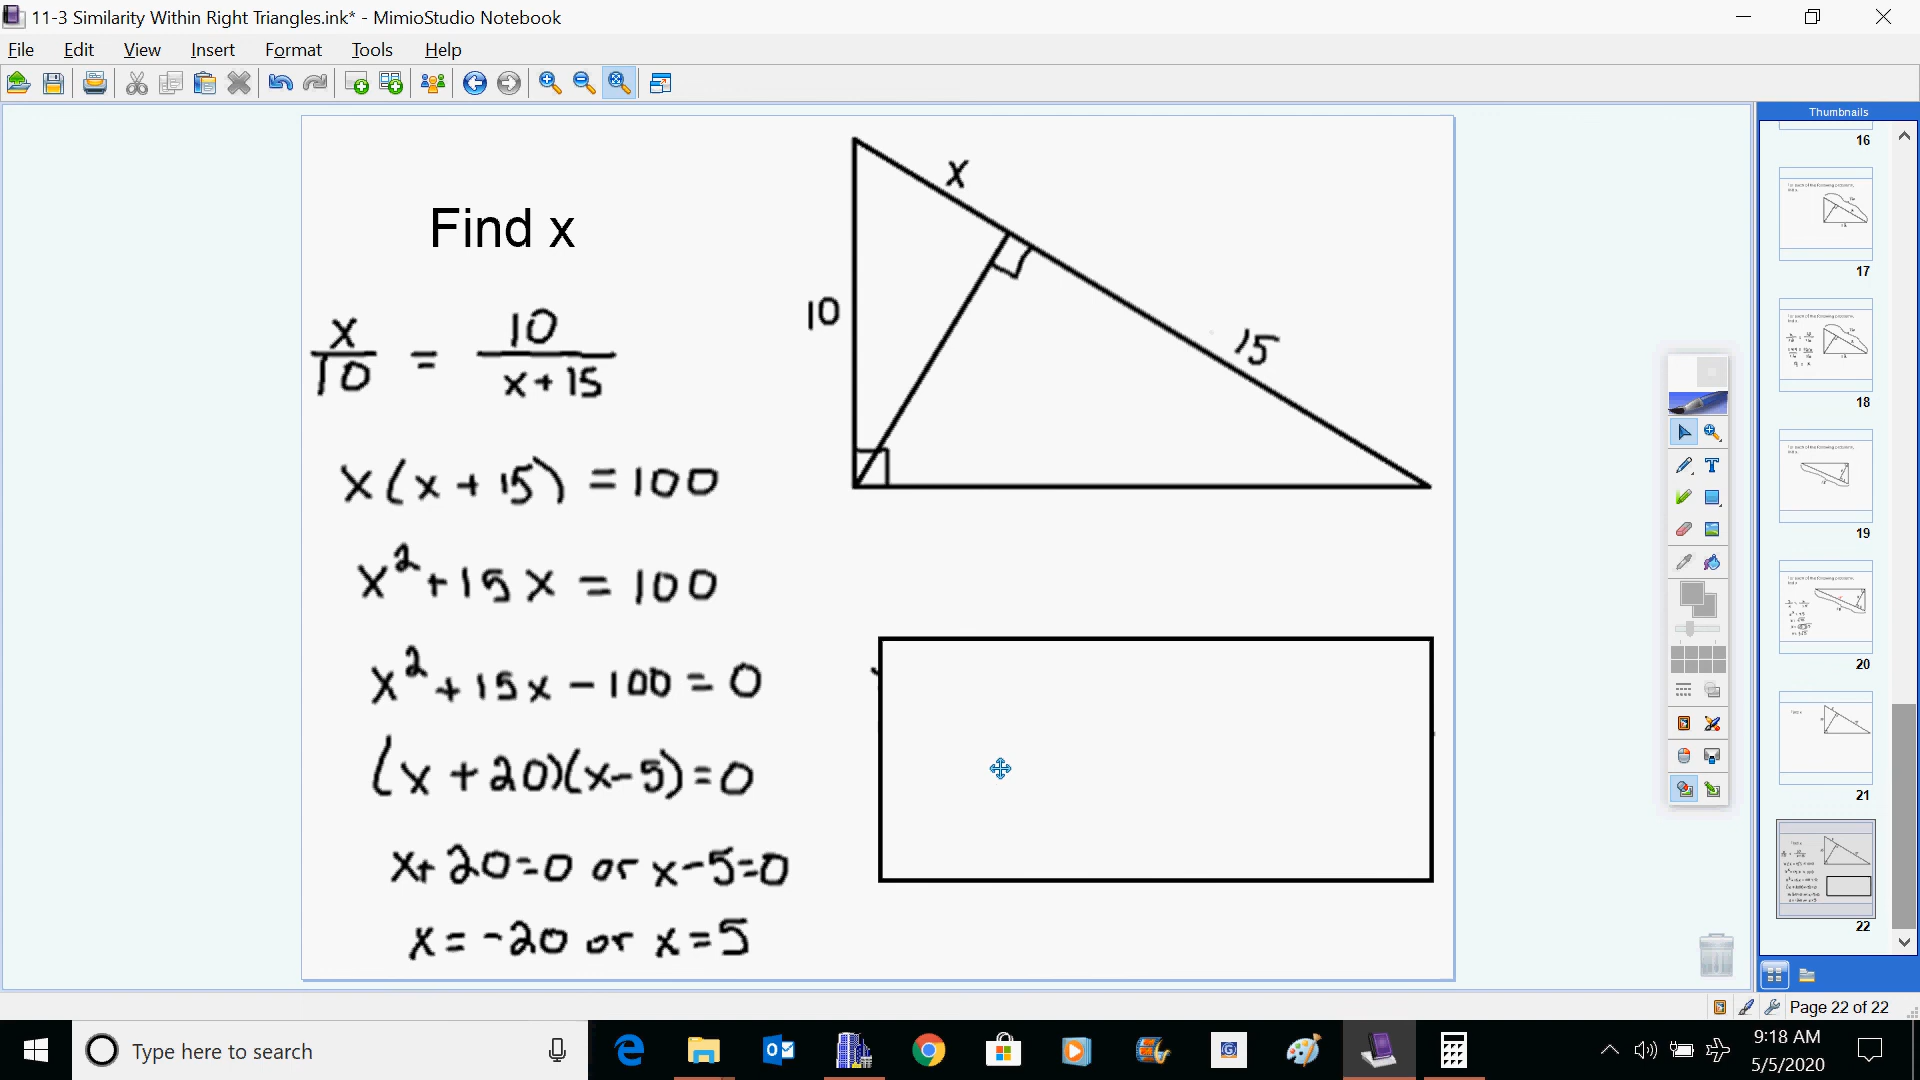 11-3 Similarity Within Right Triangles.ink* - MimioStudio Notebook
File Edit View Insert Format Tools Help
Thumbnails
Find x
x
10
15
x/10 = 10/x+15
x(x+15) = 100
x²+15x = 100
x²+15x-100=0
(x+20)(x-5)=0
x+20=0 or x-5=0
x=-20 or x=5
16
17
18
19
20
21
22
Page 22 of 22
Type here to search
9:18 AM
5/5/2020